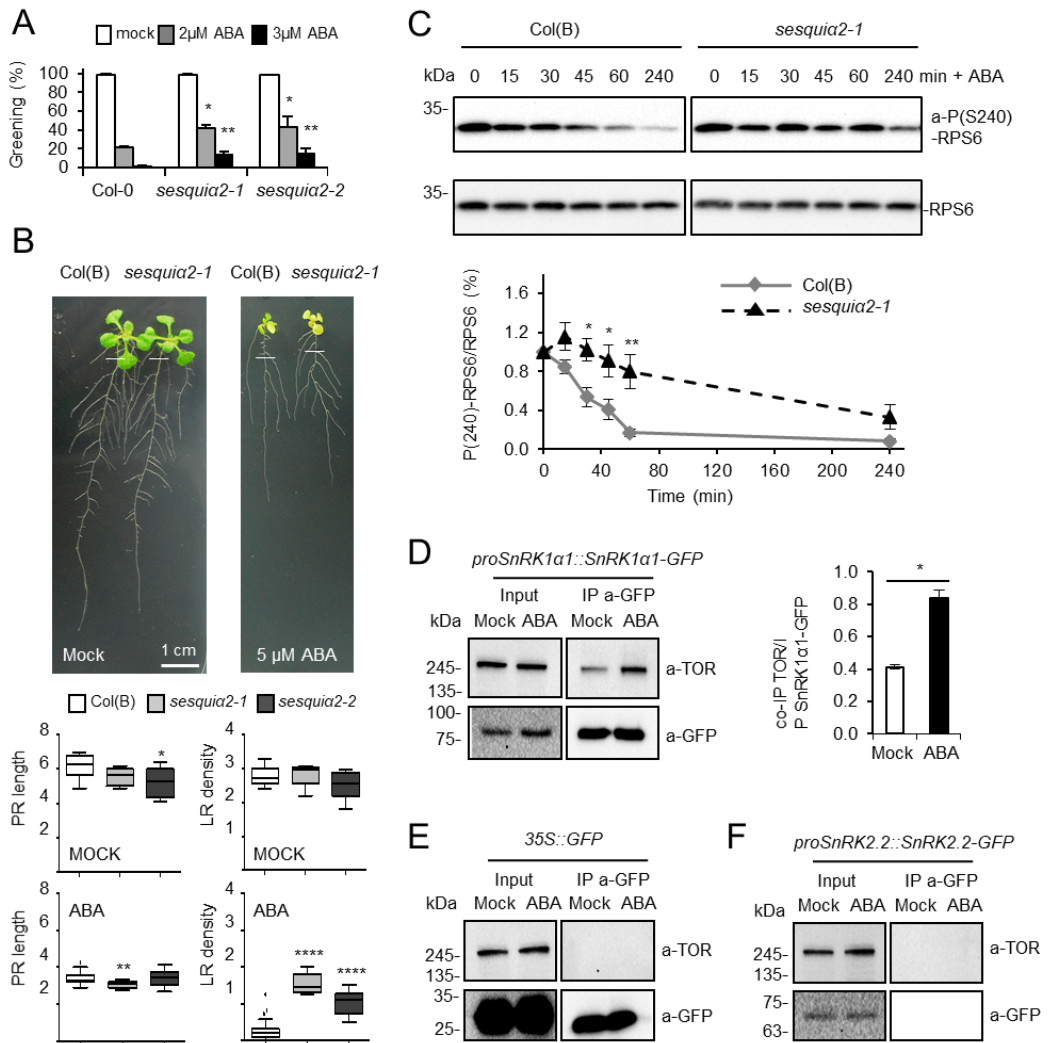 A
mock 2µM ABA 3µM ABA
Greening (%)
100
80
60
40
20
0
* ** * **
Col-0 sesquiα2-1 sesquiα2-2
B
Col(B) sesquiα2-1 Col(B) sesquiα2-1
Mock 1 cm 5 µM ABA
Col(B) sesquiα2-1 sesquiα2-2
PR length
8
6
4
2
*
MOCK
LR density
4
3
2
1
MOCK
PR length
8
6
4
2
ABA
**
LR density
4
3
2
1
0
ABA
**** ****
C
Col(B) sesquiα2-1
kDa 0 15 30 45 60 240 0 15 30 45 60 240 min + ABA
35-
a-P(S240)
-RPS6
35-
-RPS6
P(240)-RPS6/RPS6 (%)
1.6
1.2
0.8
0.4
0.0
Col(B)
sesquiα2-1
* * **
0 40 80 120 160 200 240
Time (min)
D
proSnRK1α1::SnRK1α1-GFP
Input IP a-GFP
kDa Mock ABA Mock ABA
245-
135-
a-TOR
100-
75-
a-GFP
co-IP TOR/I
P SnRK1α1-GFP
1.0
0.8
0.6
0.4
0.2
0.0
*
Mock ABA
E
35S::GFP
Input IP a-GFP
kDa Mock ABA Mock ABA
245-
135-
a-TOR
35-
25-
a-GFP
F
proSnRK2.2::SnRK2.2-GFP
Input IP a-GFP
kDa Mock ABA Mock ABA
245-
135-
a-TOR
75-
63-
a-GFP